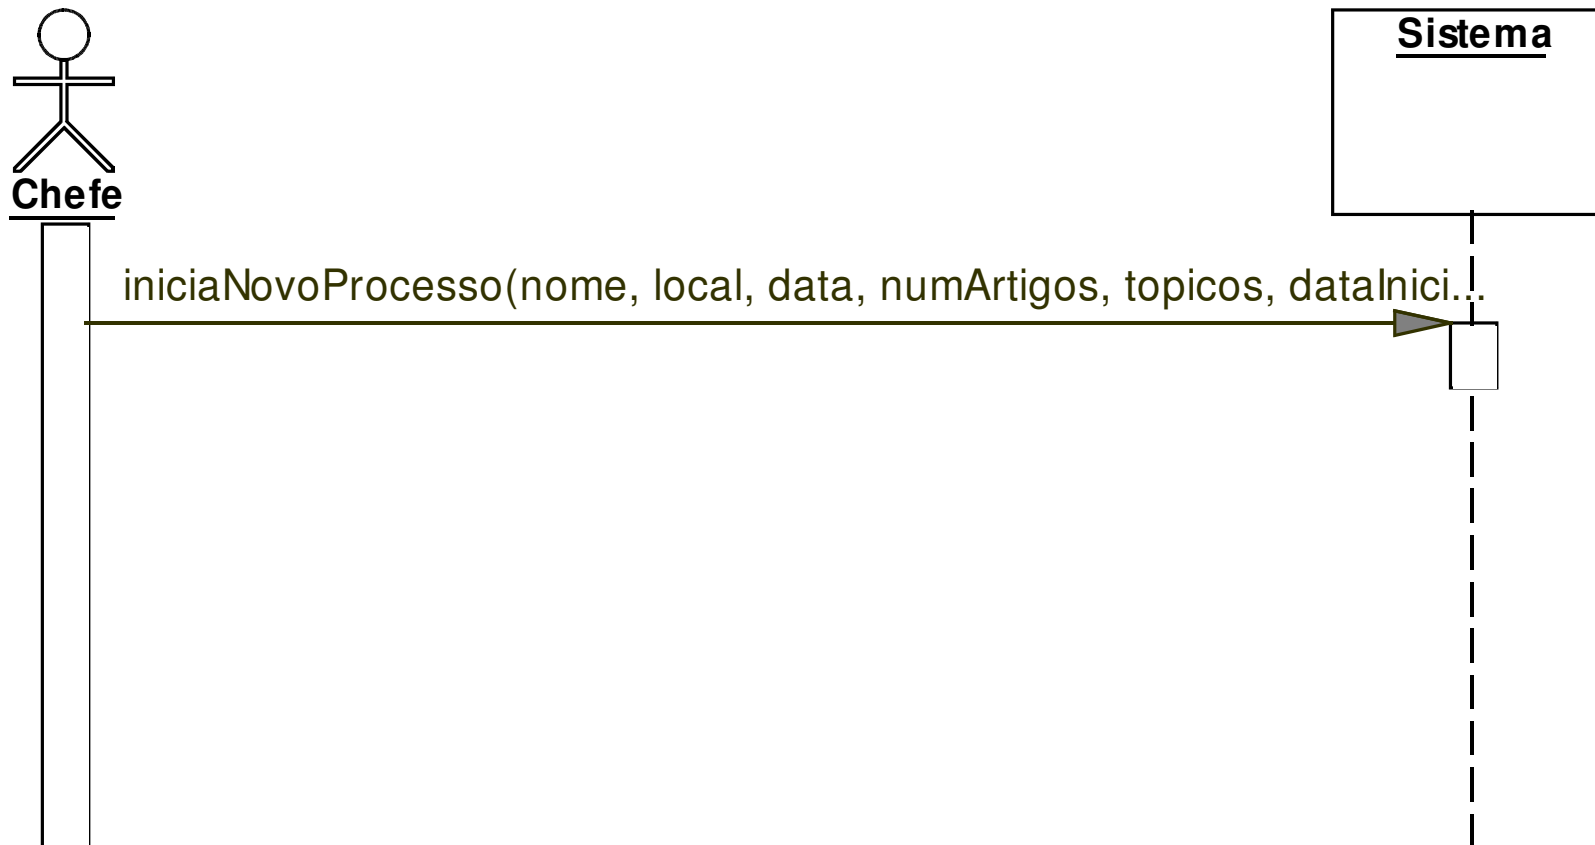 Sistema
Chefe
iniciaNovoProcesso(nome, local, data, numArtigos, topicos, dataInici...